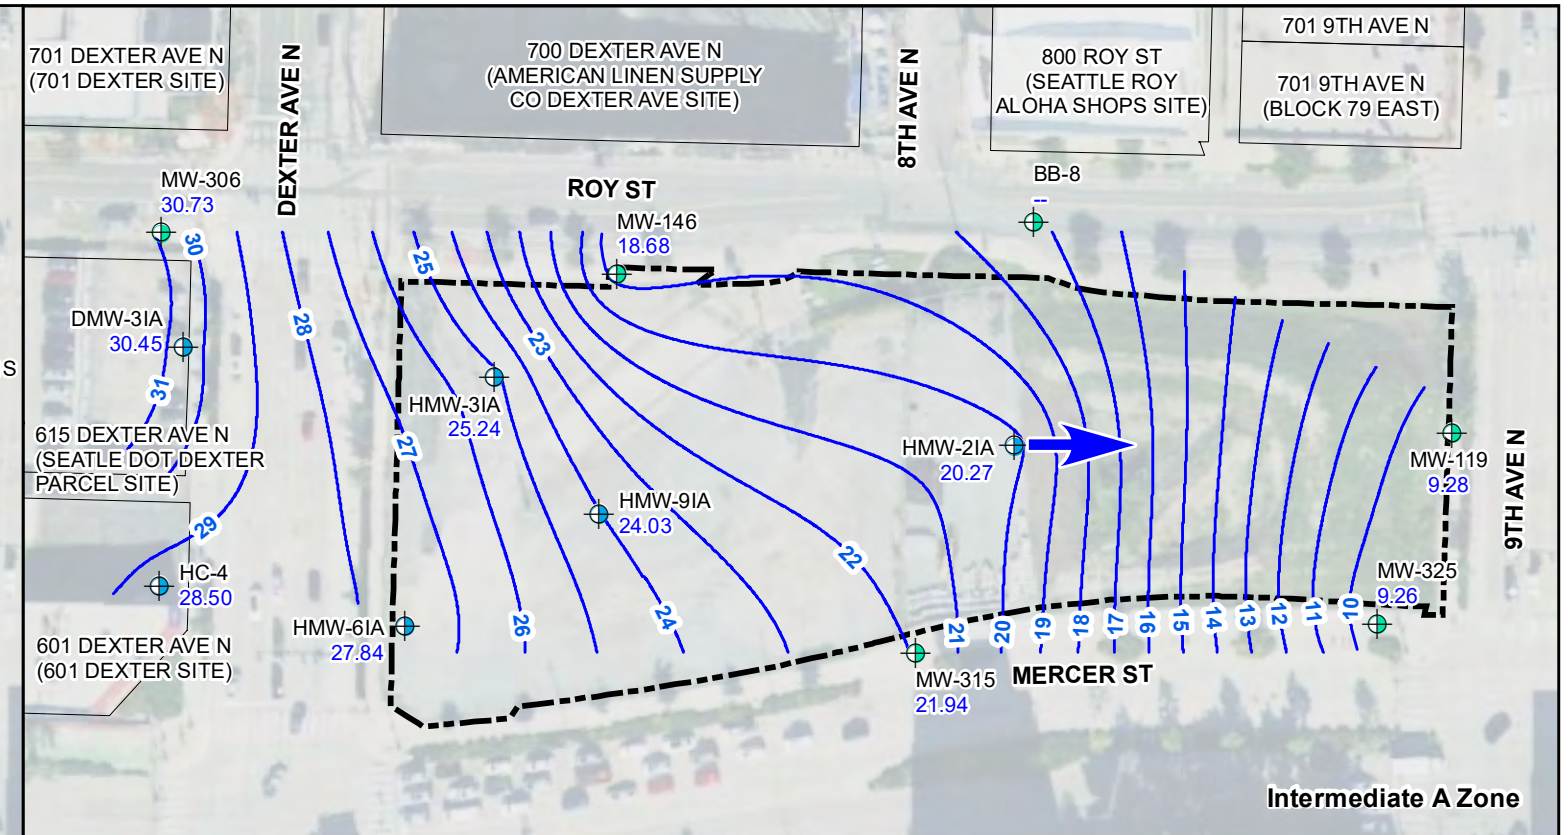 701 DEXTER AVE N
(701 DEXTER SITE)
DEXTER AVE N
700 DEXTER AVE N
(AMERICAN LINEN SUPPLY
CO DEXTER AVE SITE)
8TH AVE N
800 ROY ST
(SEATTLE ROY
ALOHA SHOPS SITE)
701 9TH AVE N
701 9TH AVE N
(BLOCK 79 EAST)
MW-306
30.73
ROY ST
MW-146
18.68
BB-8
--
30
25
DMW-3IA
30.45
28
23
S
31
HMW-3IA
25.24
615 DEXTER AVE N
(SEATLE DOT DEXTER
PARCEL SITE)
27
HMW-2IA
20.27
MW-119
9.28
9TH AVE N
29
HMW-9IA
24.03
22
HC-4
28.50
MW-325
9.26
HMW-6IA
27.84
26
24
21
20
19
18
17
16
15
14
13
12
11
10
601 DEXTER AVE N
(601 DEXTER SITE)
MW-315
21.94
MERCER ST
Intermediate A Zone